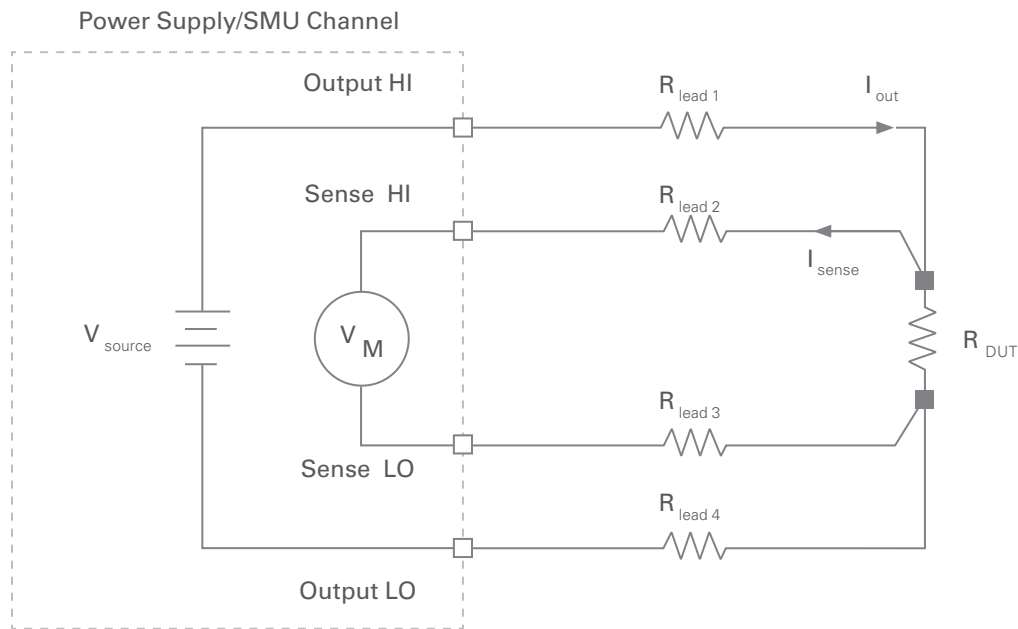 Power Supply/SMU Channel
Output HI
R lead 1
I out
Sense HI
R lead 2
I sense
V source
V M
R DUT
R lead 3
Sense LO
R lead 4
Output LO